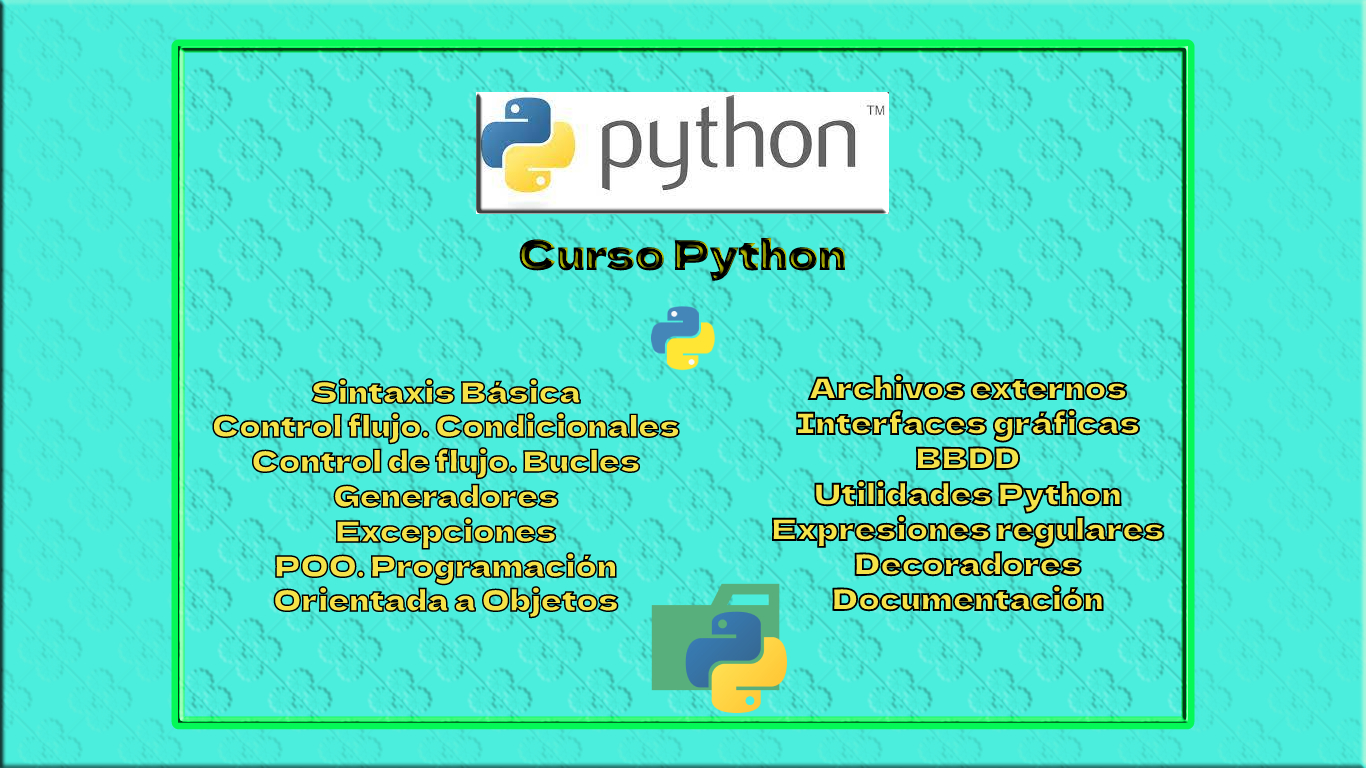 python™
Curso Python
Sintaxis Básica
Control flujo. Condicionales
Control de flujo. Bucles
Generadores
Excepciones
POO. Programación
Orientada a Objetos
Archivos externos
Interfaces gráficas
BBDD
Utilidades Python
Expresiones regulares
Decoradores
Documentación